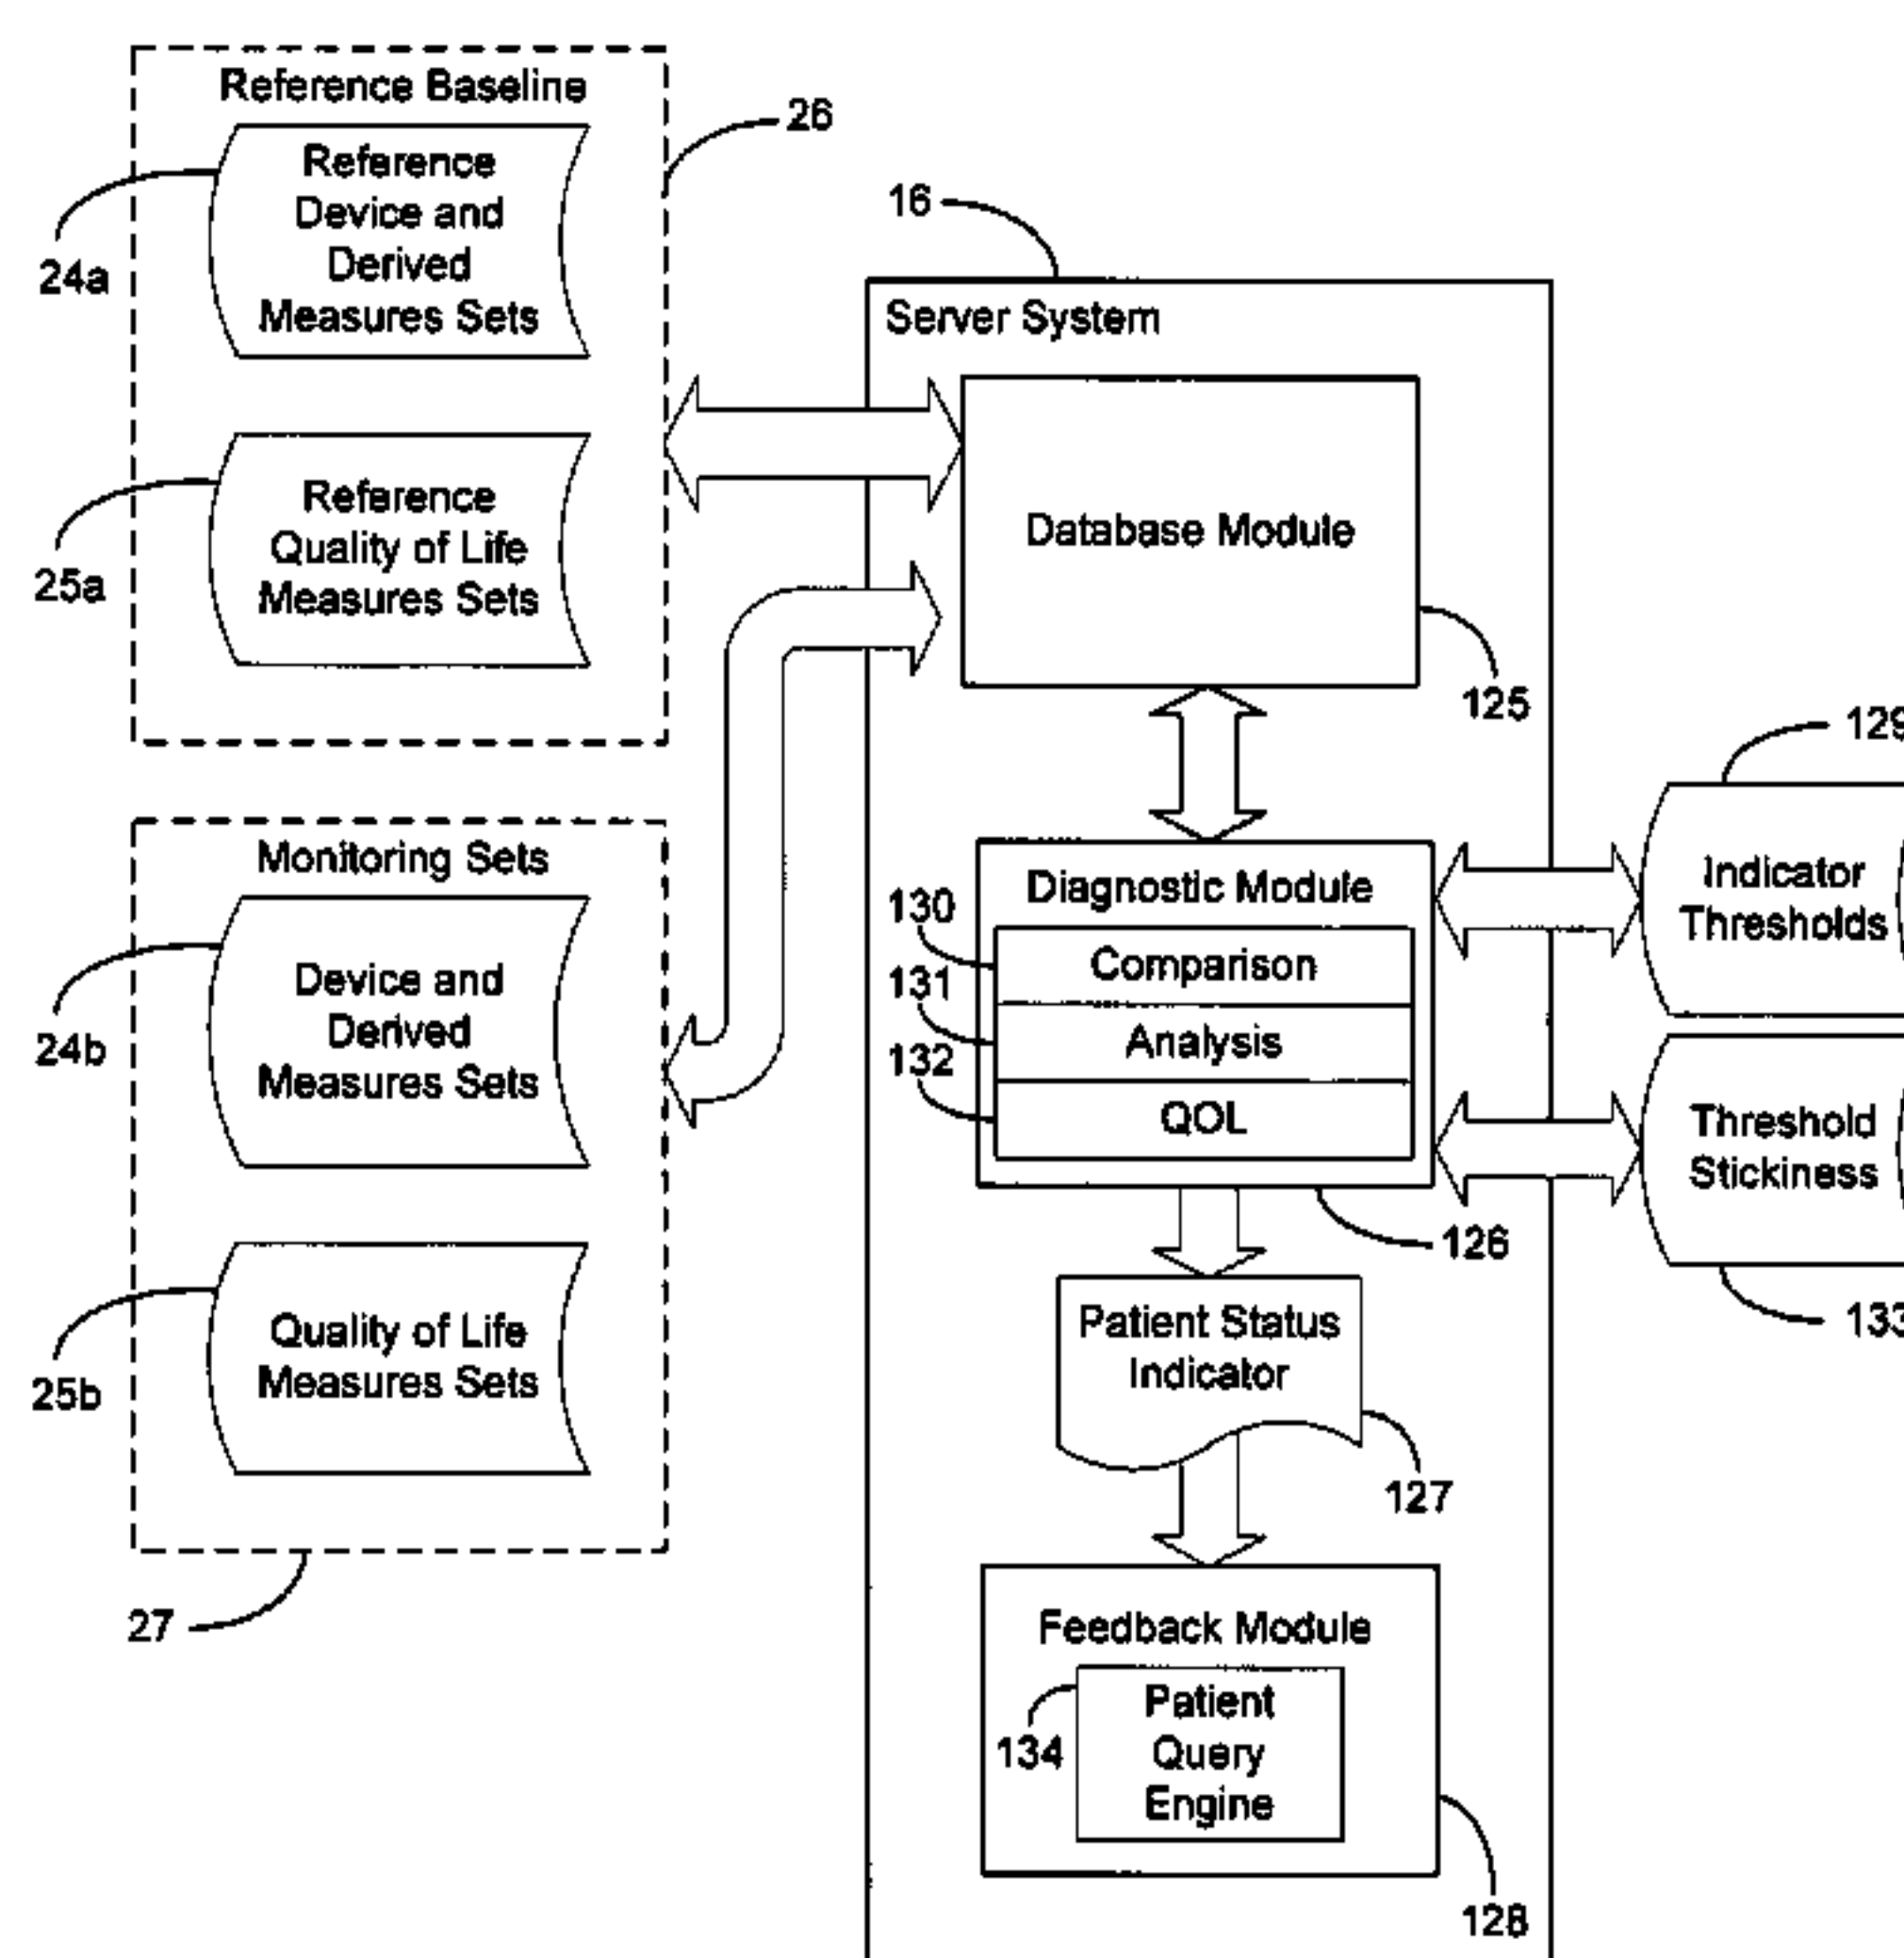 Reference Baseline
26
Reference
Device and
Derived
Measures Sets
24a
Reference
Quality of Life
Measures Sets
25a
Monitoring Sets
Device and
Derived
Measures Sets
24b
Quality of Life
Measures Sets
25b
27
16
Server System
Database Module
125
Diagnostic Module
130
Comparison
131
Analysis
132
QOL
126
129
Indicator
Thresholds
Threshold
Stickiness
133
Patient Status
Indicator
127
Feedback Module
134
Patient
Query
Engine
128